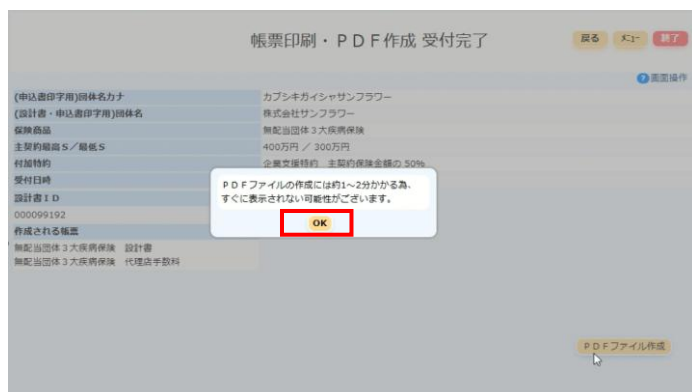 帳票印刷・ＰＤＦ作成 受付完了
戻る ﾒﾆｭｰ 終了
?画面操作
(申込書印字用)団体名カナ カブシキガイシャサンフラワー
(設計書・申込書印字用)団体名 株式会社サンフラワー
保険商品 無配当団体３大疾病保険
主契約最高Ｓ／最低Ｓ 400万円 ／ 300万円
付加特約 企業支援特約 主契約保険金額の 50%
受付日時
設計書ＩＤ
000099192
作成される帳票
無配当団体３大疾病保険 設計書
無配当団体３大疾病保険 代理店手数料
ＰＤＦファイルの作成には約1～2分かかる為、
すぐに表示されない可能性がございます。
OK
ＰＤＦファイル作成